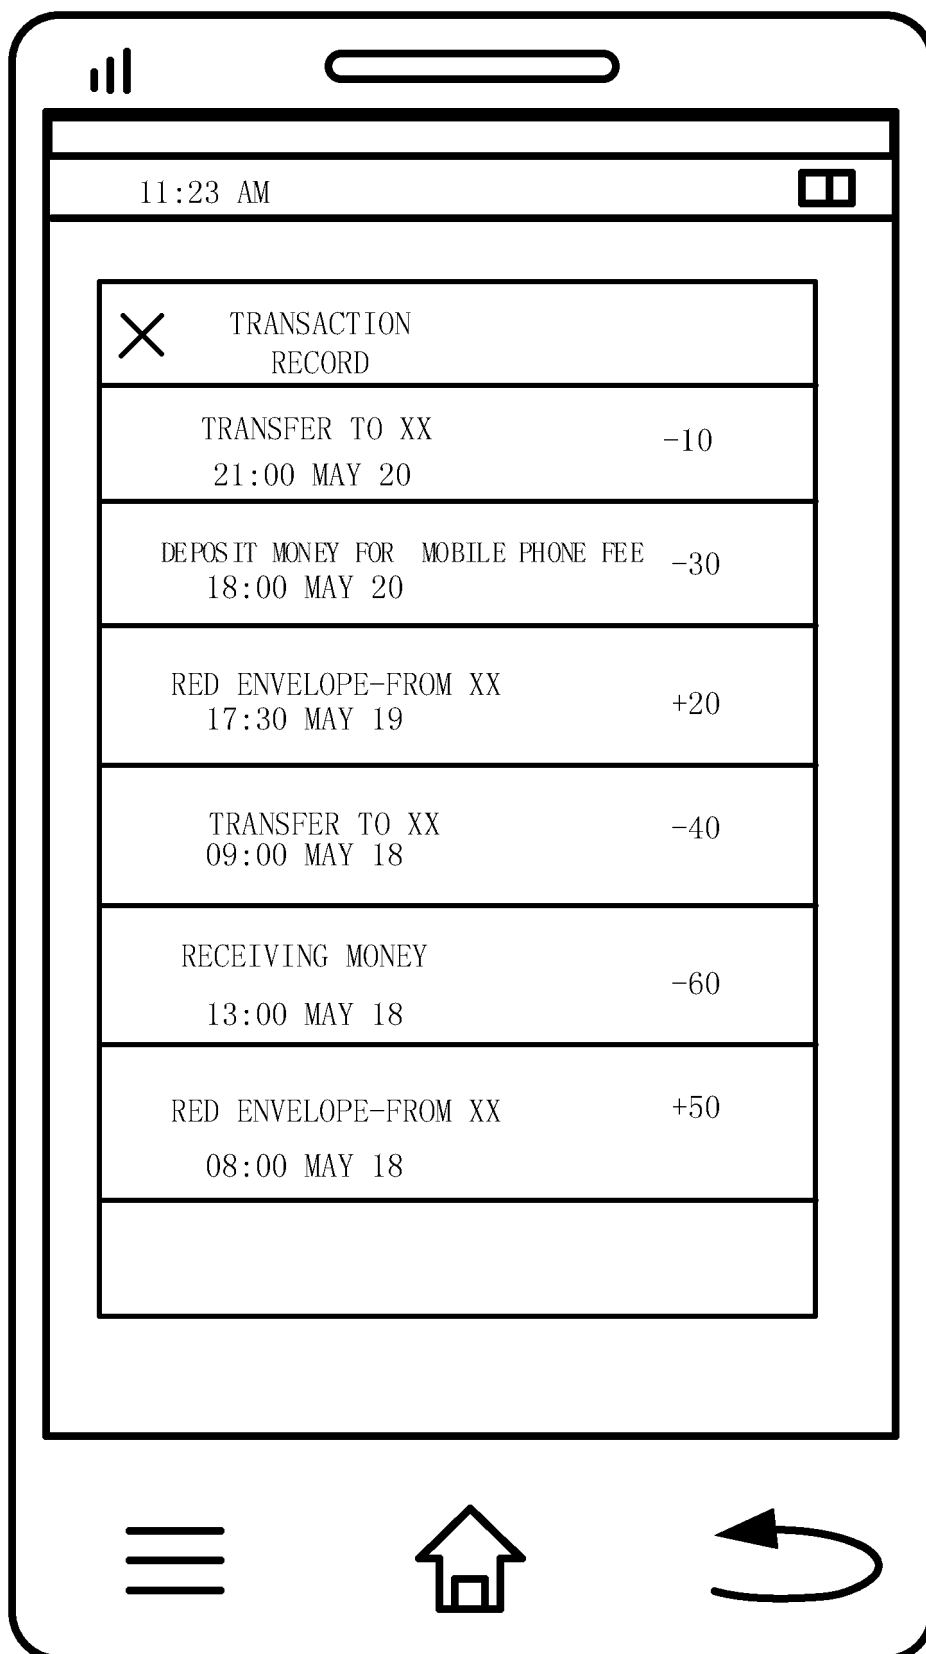 11:23 AM
TRANSACTION
RECORD
TRANSFER TO XX
-10
21:00 MAY 20
DEPOSIT MONEY FOR MOBILE PHONE FEE
-30
18:00 MAY 20
RED ENVELOPE-FROM XX
+20
17:30 MAY 19
TRANSFER TO XX
-40
09:00 MAY 18
RECEIVING MONEY
-60
13:00 MAY 18
RED ENVELOPE-FROM XX
+50
08:00 MAY 18